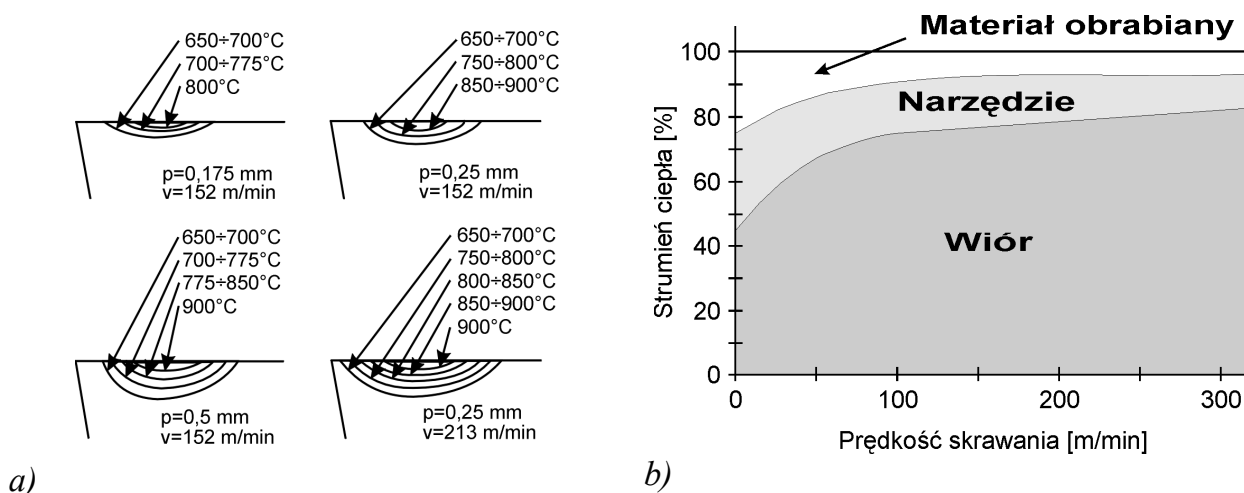 650÷700°C
700÷775°C
800°C
p=0,175 mm
v=152 m/min
650÷700°C
750÷800°C
850÷900°C
p=0,25 mm
v=152 m/min
650÷700°C
700÷775°C
775÷850°C
900°C
p=0,5 mm
v=152 m/min
650÷700°C
750÷800°C
800÷850°C
850÷900°C
900°C
p=0,25 mm
v=213 m/min
a)
Materiał obrabiany
Narzędzie
Wiór
Strumień ciepła [%]
100
80
60
40
20
0
0
100
200
300
Prędkość skrawania [m/min]
b)